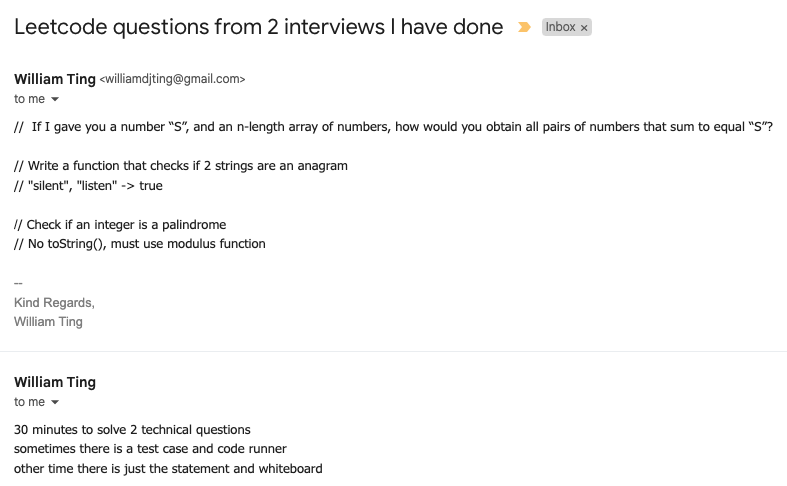 Leetcode questions from 2 interviews I have done Inbox ×
William Ting <williamdjting@gmail.com>
to me
//  If I gave you a number “S”, and an n-length array of numbers, how would you obtain all pairs of numbers that sum to equal “S”?
// Write a function that checks if 2 strings are an anagram
// "silent", "listen" -> true
// Check if an integer is a palindrome
// No toString(), must use modulus function
--
Kind Regards,
William Ting
William Ting
to me
30 minutes to solve 2 technical questions
sometimes there is a test case and code runner
other time there is just the statement and whiteboard